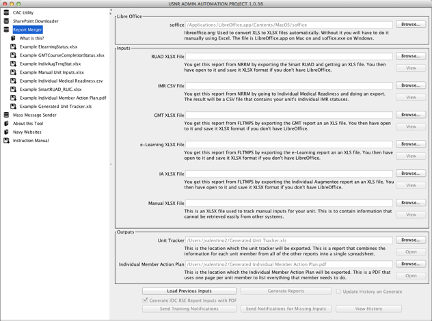 USNR ADMIN AUTOMATION PROJECT 1.0.58
CAC Utility
SharePoint Downloader
Report Merger
What is this?
Example ElearningStatus.xlsx
Example GMTCourseCompletionStatus.xlsx
Example IndivAugTngStat.xlsx
Example Manual Unit Inputs.xlsx
Example Individual Medical Readiness.csv
Example SmartRUAD_RUIC.xlsx
Example Individual Member Action Plan.pdf
Example Generated Unit Tracker.xls
Mass Message Sender
About this Tool
Navy Websites
Instruction Manual
Libre Office
soffice /Applications/LibreOffice.app/Contents/MacOS/soffice Browse...
libreoffice.org: Used to convert XLS to XLSX files automatically. Without it you will have to do it
manually using Excel. The file is LibreOffice.app on Mac and on soffice.exe on Windows.
Inputs
RUAD XLSX File Browse...
You get this report from NRRM by exporting the Smart RUAD and getting an XLS file. You then
have open to it and save it XLSX format if you don't have LibreOffice.
View
IMR CSV File Browse...
You get this report from NRRM by going to Individual Medical Readiness and doing an export.
The result will be a CSV file that contains your unit's individual IMR statuses.
View
GMT XLSX File Browse...
You get this report from FLTMPS by exporting the GMT report an an XLS file. You then have
open to it and save it XLSX format if you don't have LibreOffice.
View
e-Learning XLSX File Browse...
You get this report from FLTMPS by exporting the e-Learning report an an XLS file. You then
have open to it and save it XLSX format if you don't have LibreOffice.
View
IA XLSX File Browse...
You get this report from FLTMPS by exporting the Individual Augmentee report an an XLS file. You
then have open to it and save it XLSX format if you don't have LibreOffice.
View
Manual XLSX File Browse...
This is an XLSX file used to track manual inputs for your unit. This is to contain information that
cannot be retrieved easily from other systems.
View
Outputs
Unit Tracker /Users/valentino2/Generated Unit Tracker.xls Browse...
This is the location which the unit tracker will be exported. This is a report that combines the
information for each unit member from all of the other reports into a single spreadsheet.
Open
Individual Member Action Plan /Users/valentino2/Generated Individual Member Action Plan.pdf Browse...
This is the location which the Individual Member Action Plan will be exported. This is a PDF that
uses one page per unit member to list everything that member needs to do.
Open
Load Previous Inputs Generate Reports Update History on Generate
Generate IDC RSE Report Inputs with PDF
Send Training Notifications Send Notifications for Missing Inputs View History